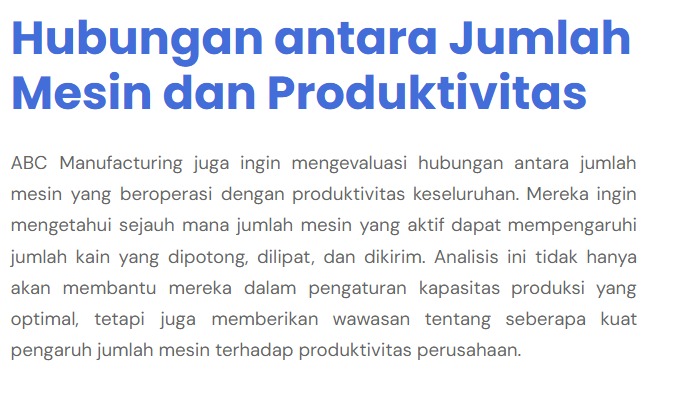 Hubungan antara Jumlah
Mesin dan Produktivitas
ABC Manufacturing juga ingin mengevaluasi hubungan antara jumlah
mesin yang beroperasi dengan produktivitas keseluruhan. Mereka ingin
mengetahui sejauh mana jumlah mesin yang aktif dapat mempengaruhi
jumlah kain yang dipotong, dilipat, dan dikirim. Analisis ini tidak hanya
akan membantu mereka dalam pengaturan kapasitas produksi yang
optimal, tetapi juga memberikan wawasan tentang seberapa kuat
pengaruh jumlah mesin terhadap produktivitas perusahaan.